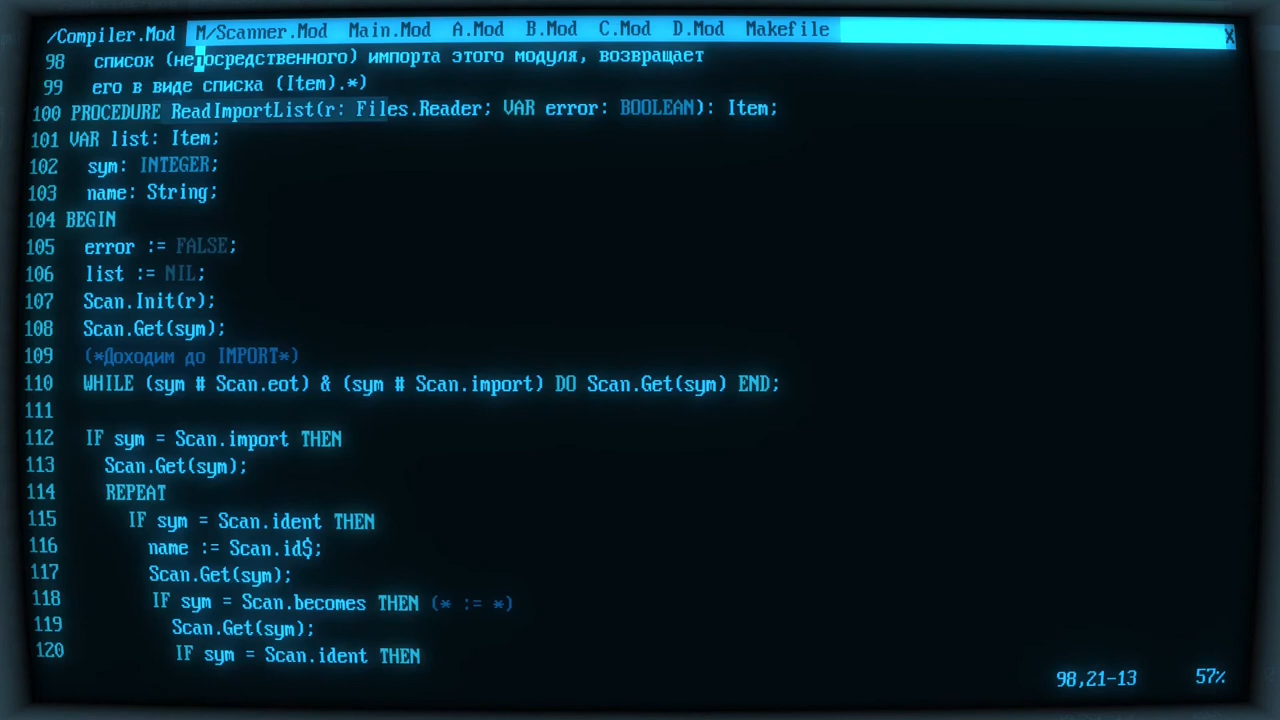 /Compiler.Mod M/Scanner.Mod Main.Mod A.Mod B.Mod C.Mod D.Mod Makefile X
98 список (непосредственного) импорта этого модуля, возвращает
99 его в виде списка (Item).*)
100 PROCEDURE ReadImportList(r: Files.Reader; VAR error: BOOLEAN): Item;
101 VAR list: Item;
102 sym: INTEGER;
103 name: String;
104 BEGIN
105 error := FALSE;
106 list := NIL;
107 Scan.Init(r);
108 Scan.Get(sym);
109 (*Доходим до IMPORT*)
110 WHILE (sym # Scan.eot) & (sym # Scan.import) DO Scan.Get(sym) END;
111
112 IF sym = Scan.import THEN
113 Scan.Get(sym);
114 REPEAT
115 IF sym = Scan.ident THEN
116 name := Scan.id$;
117 Scan.Get(sym);
118 IF sym = Scan.becomes THEN (* := *)
119 Scan.Get(sym);
120 IF sym = Scan.ident THEN
98,21-13 57%